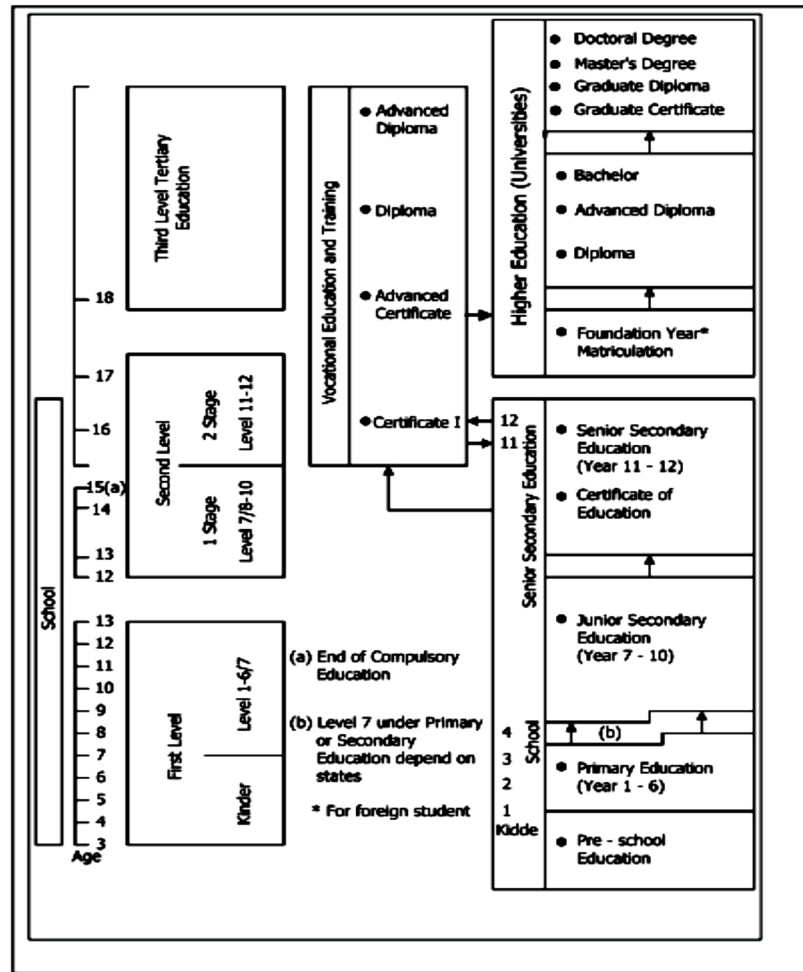 School
18
17
16
15(a)
14
13
12
13
12
11
10
9
8
7
6
5
4
3
Age
Third Level Tertiary
Education
Second Level
2 Stage
Level 11-12
1 Stage
Level 7/8-10
First Level
Level 1-6/7
Kinder
(a) End of Compulsory
Education
(b) Level 7 under Primary
or Secondary
Education depend on
states
* For foreign student
Vocational Education and Training
● Advanced
Diploma
● Diploma
● Advanced
Certificate
● Certificate I
Higher Education (Universities)
● Doctoral Degree
● Master's Degree
● Graduate Diploma
● Graduate Certificate
● Bachelor
● Advanced Diploma
● Diploma
● Foundation Year*
Matriculation
12
11
Senior Secondary Education
● Senior Secondary
Education
(Year 11 - 12)
● Certificate of
Education
● Junior Secondary
Education
(Year 7 - 10)
School
4
3
2
1
Kidde
(b)
● Primary Education
(Year 1 - 6)
● Pre - school
Education